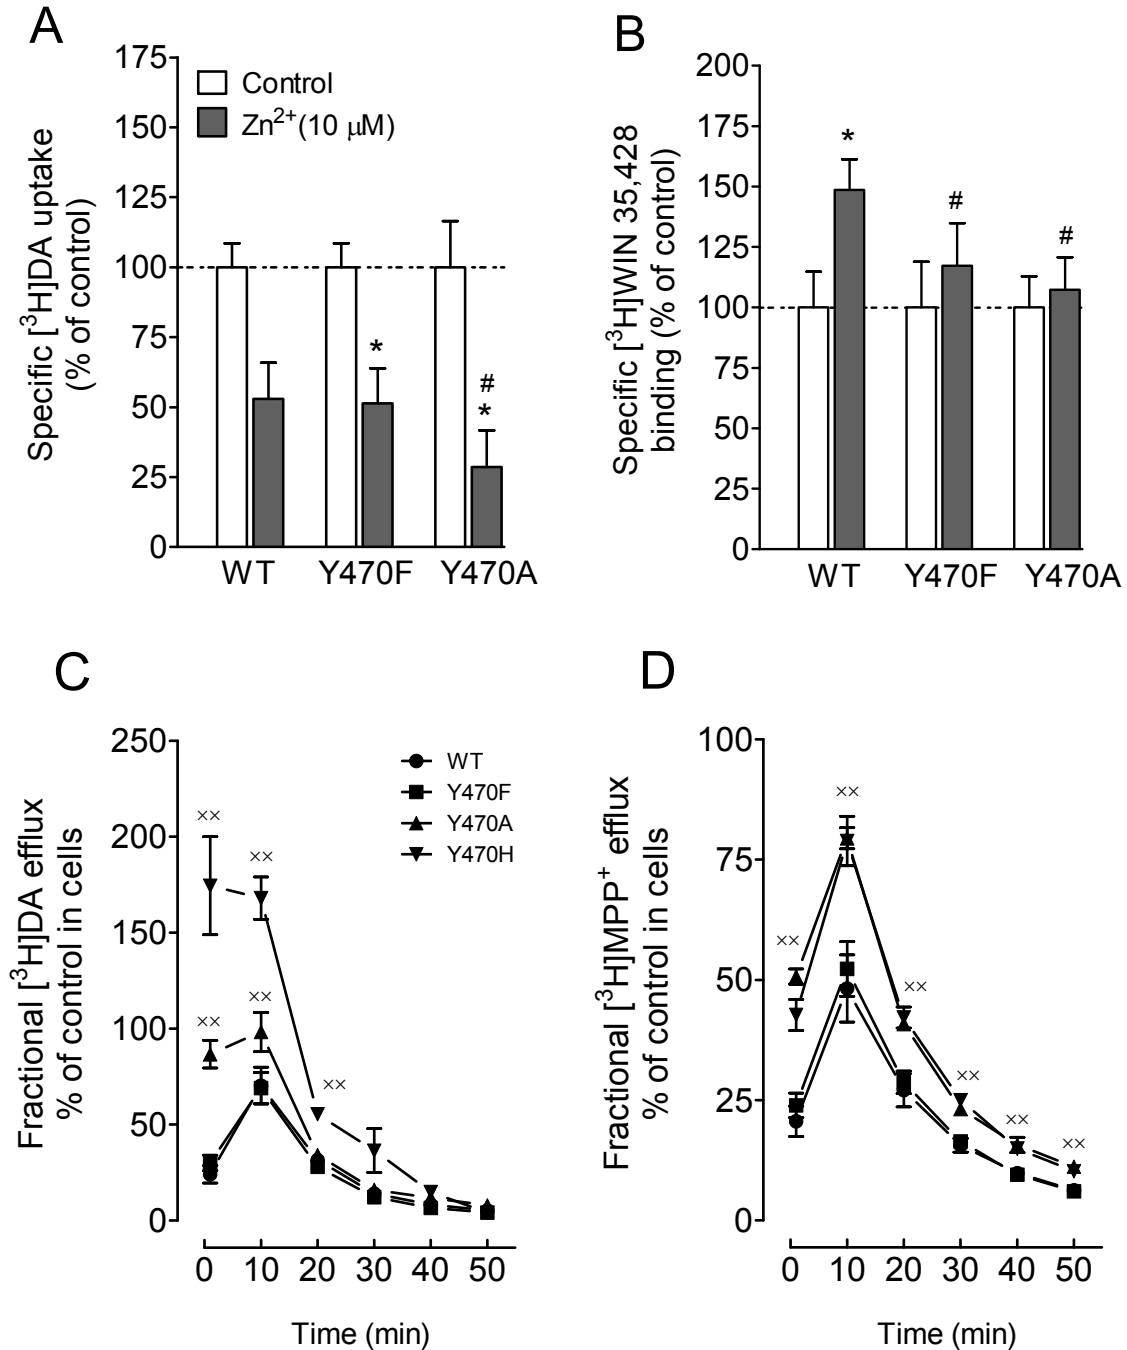 A
Specific [³H]DA uptake
(% of control)
175
150
125
100
75
50
25
0
Control
Zn²⁺(10 μM)
*
#
*
WT
Y470F
Y470A
B
Specific [³H]WIN 35,428
binding (% of control)
200
175
150
125
100
75
50
25
0
*
#
#
WT
Y470F
Y470A
C
Fractional [³H]DA efflux
% of control in cells
250
200
150
100
50
0
WT
Y470F
Y470A
Y470H
××
××
××
××
××
0 10 20 30 40 50
Time (min)
D
Fractional [³H]MPP⁺ efflux
% of control in cells
100
75
50
25
0
××
××
××
××
××
××
0 10 20 30 40 50
Time (min)